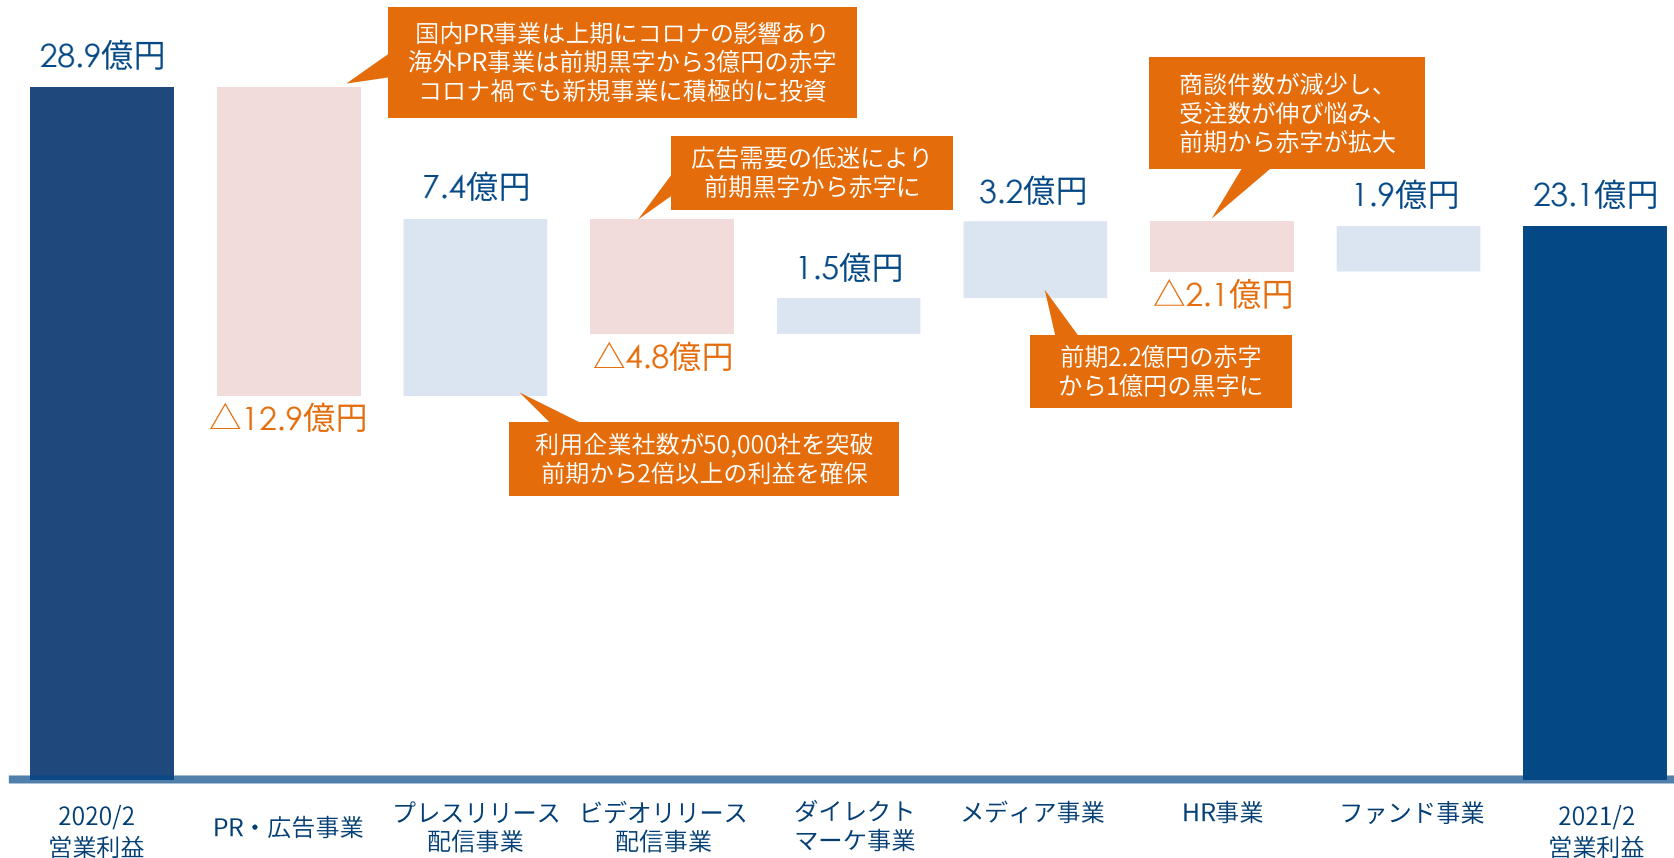 28.9億円
国内PR事業は上期にコロナの影響あり
海外PR事業は前期黒字から3億円の赤字
コロナ禍でも新規事業に積極的に投資
△12.9億円
7.4億円
利用企業社数が50,000社を突破
前期から2倍以上の利益を確保
広告需要の低迷により
前期黒字から赤字に
△4.8億円
1.5億円
3.2億円
前期2.2億円の赤字
から1億円の黒字に
商談件数が減少し、
受注数が伸び悩み、
前期から赤字が拡大
△2.1億円
1.9億円
23.1億円
2020/2
営業利益
PR・広告事業
プレスリリース
配信事業
ビデオリリース
配信事業
ダイレクト
マーケ事業
メディア事業
HR事業
ファンド事業
2021/2
営業利益